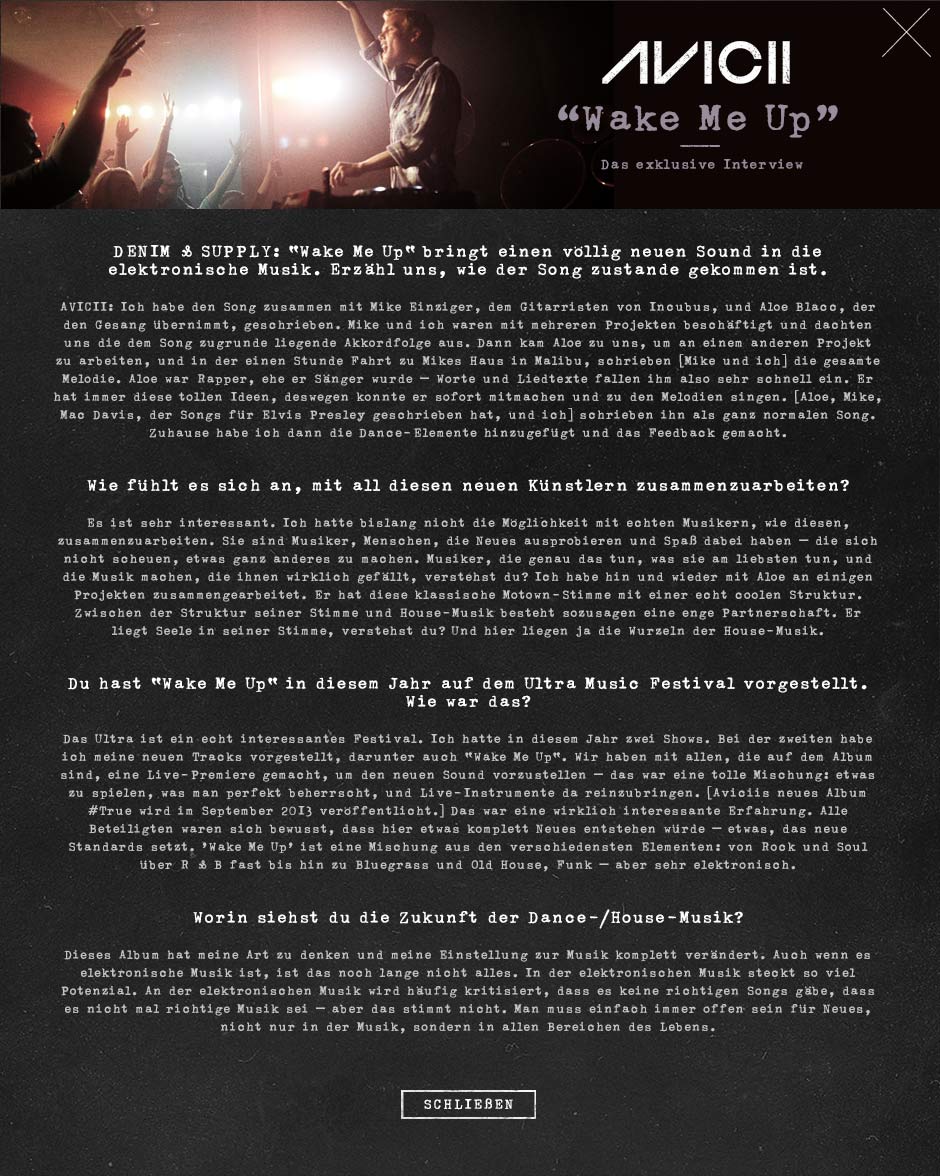 AVICII
“Wake Me Up”
Das exklusive Interview
DENIM & SUPPLY: “Wake Me Up“ bringt einen völlig neuen Sound in die
elektronische Musik. Erzähl uns, wie der Song zustande gekommen ist.
AVICII: Ich habe den Song zusammen mit Mike Einziger, dem Gitarristen von Incubus, und Aloe Blacc, der
den Gesang übernimmt, geschrieben. Mike und ich waren mit mehreren Projekten beschäftigt und dachten
uns die dem Song zugrunde liegende Akkordfolge aus. Dann kam Aloe zu uns, um an einem anderen Projekt
zu arbeiten, und in der einen Stunde Fahrt zu Mikes Haus in Malibu, schrieben [Mike und ich] die gesamte
Melodie. Aloe war Rapper, ehe er Sänger wurde – Worte und Liedtexte fallen ihm also sehr schnell ein. Er
hat immer diese tollen Ideen, deswegen konnte er sofort mitmachen und zu den Melodien singen. [Aloe, Mike,
Mac Davis, der Songs für Elvis Presley geschrieben hat, und ich] schrieben ihn als ganz normalen Song.
Zuhause habe ich dann die Dance-Elemente hinzugefügt und das Feedback gemacht.
Wie fühlt es sich an, mit all diesen neuen Künstlern zusammenzuarbeiten?
Es ist sehr interessant. Ich hatte bislang nicht die Möglichkeit mit echten Musikern, wie diesen,
zusammenzuarbeiten. Sie sind Musiker, Menschen, die Neues ausprobieren und Spaß dabei haben – die sich
nicht scheuen, etwas ganz anderes zu machen. Musiker, die genau das tun, was sie am liebsten tun, und
die Musik machen, die ihnen wirklich gefällt, verstehst du? Ich habe hin und wieder mit Aloe an einigen
Projekten zusammengearbeitet. Er hat diese klassische Motown-Stimme mit einer echt coolen Struktur.
Zwischen der Struktur seiner Stimme und House-Musik besteht sozusagen eine enge Partnerschaft. Er
liegt Seele in seiner Stimme, verstehst du? Und hier liegen ja die Wurzeln der House-Musik.
Du hast “Wake Me Up“ in diesem Jahr auf dem Ultra Music Festival vorgestellt.
Wie war das?
Das Ultra ist ein echt interessantes Festival. Ich hatte in diesem Jahr zwei Shows. Bei der zweiten habe
ich meine neuen Tracks vorgestellt, darunter auch “Wake Me Up“. Wir haben mit allen, die auf dem Album
sind, eine Live-Premiere gemacht, um den neuen Sound vorzustellen – das war eine tolle Mischung: etwas
zu spielen, was man perfekt beherrscht, und Live-Instrumente da reinzubringen. [Aviciis neues Album
#True wird im September 2013 veröffentlicht.] Das war eine wirklich interessante Erfahrung. Alle
Beteiligten waren sich bewusst, dass hier etwas komplett Neues entstehen würde – etwas, das neue
Standards setzt. 'Wake Me Up' ist eine Mischung aus den verschiedensten Elementen: von Rock und Soul
über R & B fast bis hin zu Bluegrass und Old House, Funk – aber sehr elektronisch.
Worin siehst du die Zukunft der Dance-/House-Musik?
Dieses Album hat meine Art zu denken und meine Einstellung zur Musik komplett verändert. Auch wenn es
elektronische Musik ist, ist das noch lange nicht alles. In der elektronischen Musik steckt so viel
Potenzial. An der elektronischen Musik wird häufig kritisiert, dass es keine richtigen Songs gäbe, dass
es nicht mal richtige Musik sei – aber das stimmt nicht. Man muss einfach immer offen sein für Neues,
nicht nur in der Musik, sondern in allen Bereichen des Lebens.
SCHLIEßEN